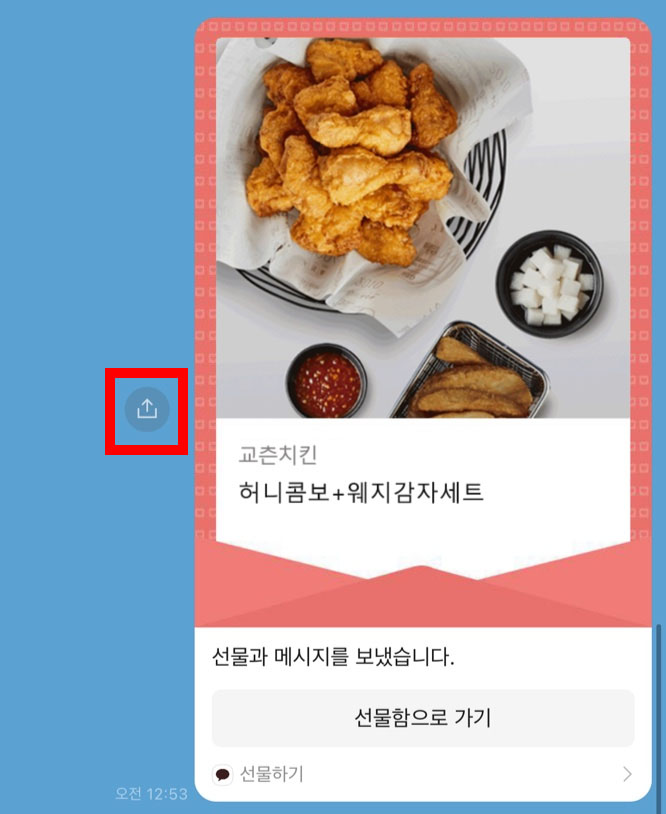 교촌치킨
허니콤보+웨지감자세트
선물과 메시지를 보냈습니다.
선물함으로 가기
선물하기
오전 12:53